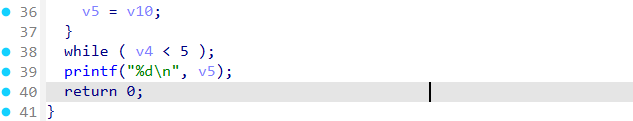 36 v5 = v10;
37 }
38 while ( v4 < 5 );
39 printf("%d\n", v5);
40 return 0;
41 }